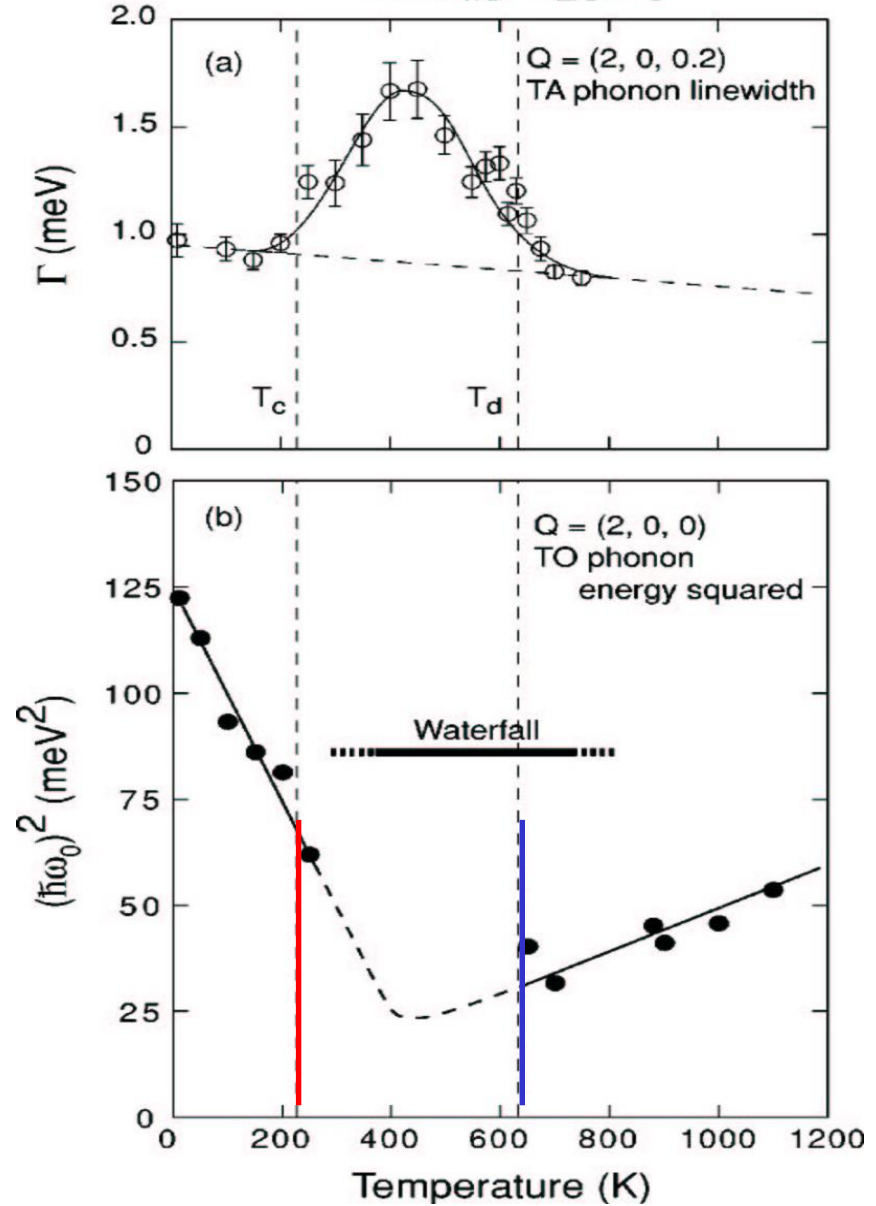 2.0
(a)
Q = (2, 0, 0.2)
TA phonon linewidth
1.5
Γ (meV)
1.0
0.5
T_c
T_d
0
150
(b)
Q = (2, 0, 0)
TO phonon
energy squared
125
100
Waterfall
(ħω₀)² (meV²)
75
50
25
0
0 200 400 600 800 1000 1200
Temperature (K)